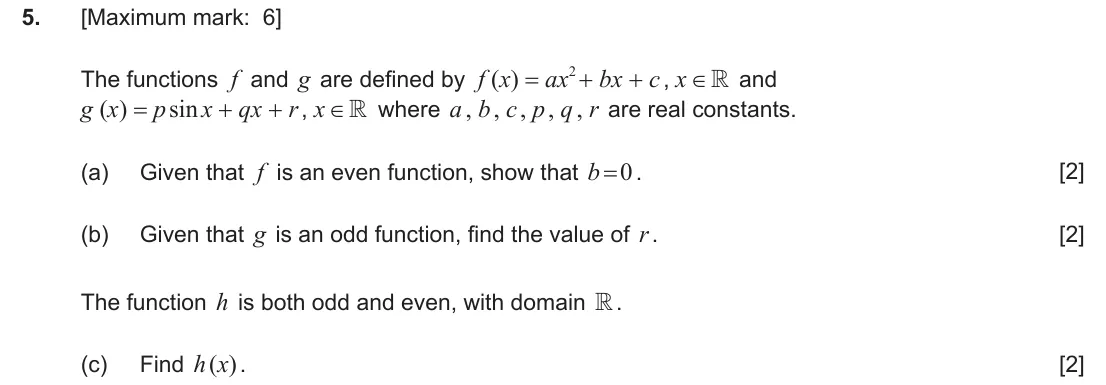 5. [Maximum mark: 6]
The functions f and g are defined by f(x) = ax² + bx + c, x ∈ ℝ and
g (x) = p sin x + qx + r, x ∈ ℝ where a, b, c, p, q, r are real constants.
(a) Given that f is an even function, show that b=0. [2]
(b) Given that g is an odd function, find the value of r. [2]
The function h is both odd and even, with domain ℝ.
(c) Find h(x). [2]